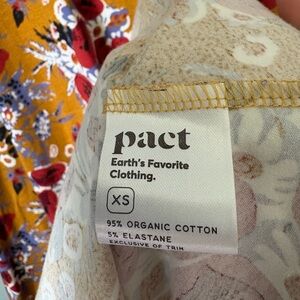 pact
Earth's Favorite
Clothing.
XS
95% ORGANIC COTTON
5% ELASTANE
EXCLUSIVE OF TRIM